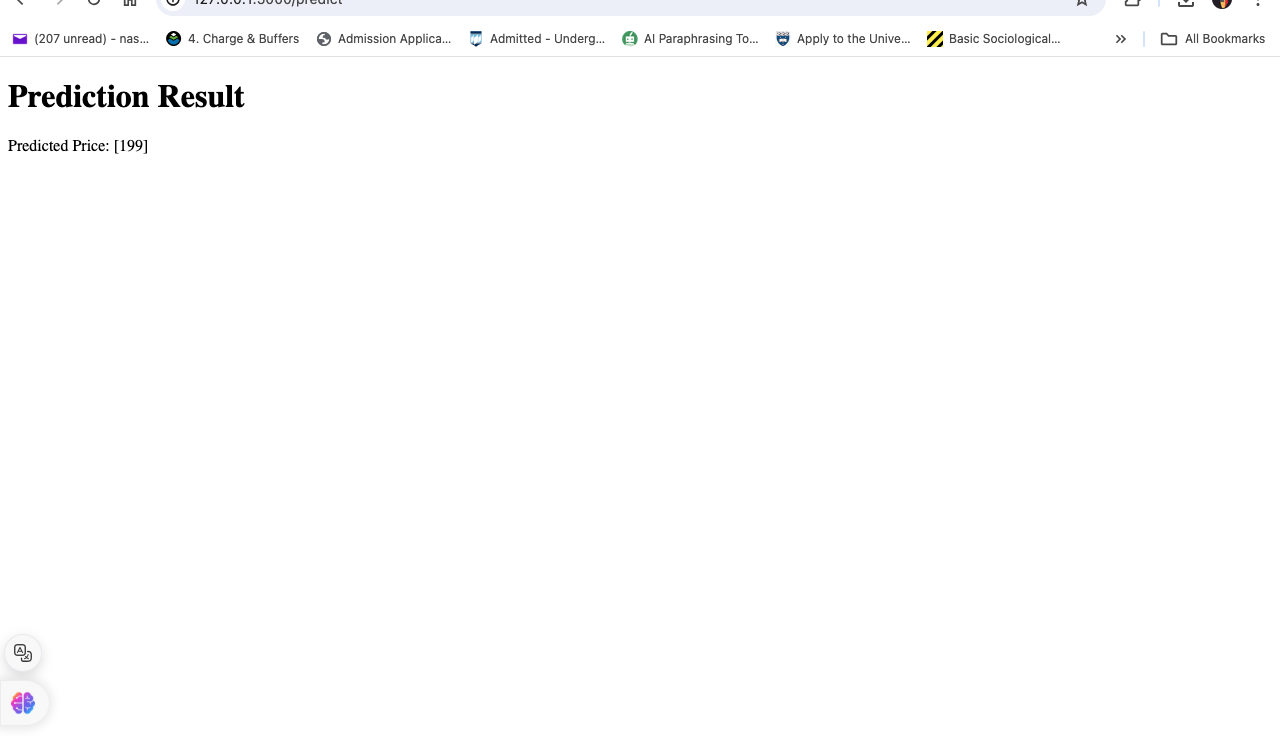 127.0.0.1:5000/predict
(207 unread) - nas...
4. Charge & Buffers
Admission Applica...
Admitted - Underg...
AI Paraphrasing To...
Apply to the Unive...
Basic Sociological...
All Bookmarks
Prediction Result
Predicted Price: [199]